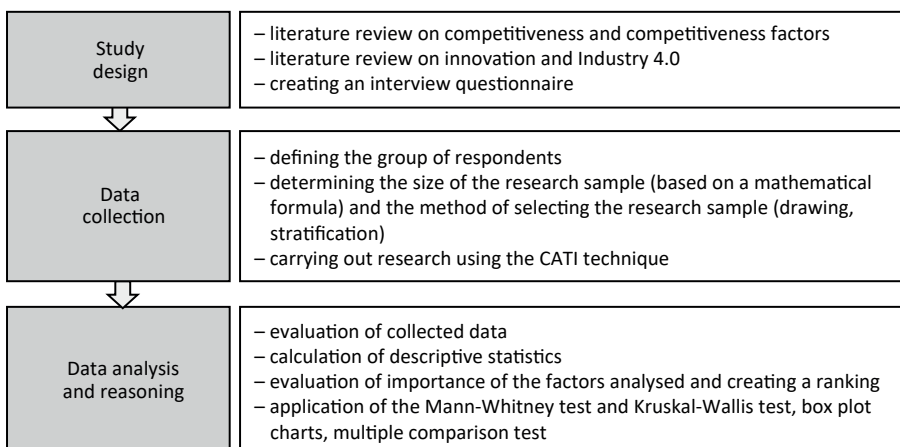 Study
design
– literature review on competitiveness and competitiveness factors
– literature review on innovation and Industry 4.0
– creating an interview questionnaire
Data
collection
– defining the group of respondents
– determining the size of the research sample (based on a mathematical
formula) and the method of selecting the research sample (drawing,
stratification)
– carrying out research using the CATI technique
Data analysis
and reasoning
– evaluation of collected data
– calculation of descriptive statistics
– evaluation of importance of the factors analysed and creating a ranking
– application of the Mann-Whitney test and Kruskal-Wallis test, box plot
charts, multiple comparison test